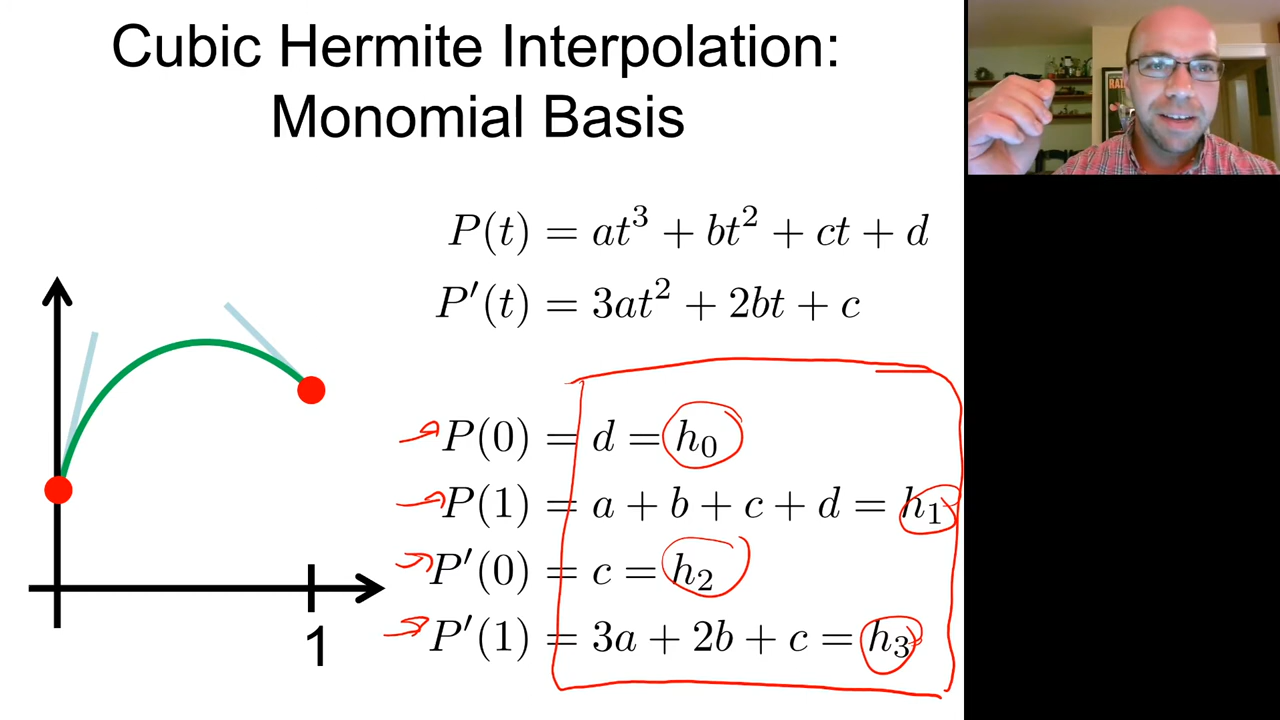 Cubic Hermite Interpolation:
Monomial Basis
P(t) = at³ + bt² + ct + d
P′(t) = 3at² + 2bt + c
P(0) = d = h₀
P(1) = a + b + c + d = h₁
P′(0) = c = h₂
P′(1) = 3a + 2b + c = h₃
1